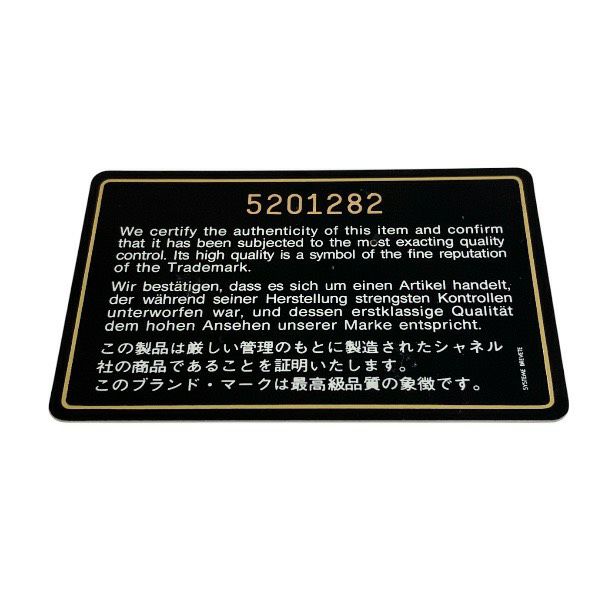 5201282
We certify the authenticity of this item and confirm
that it has been subjected to the most exacting quality
control. Its high quality is a symbol of the fine reputation
of the Trademark.
Wir bestätigen, dass es sich um einen Artikel handelt,
der während seiner Herstellung strengsten Kontrollen
unterworfen war, und dessen erstklassige Qualität
dem hohen Ansehen unserer Marke entspricht.
この製品は厳しい管理のもとに製造されたシャネル
社の商品であることを証明いたします。
このブランド・マークは最高級品質の象徴です。
SYSTEME BREVETE